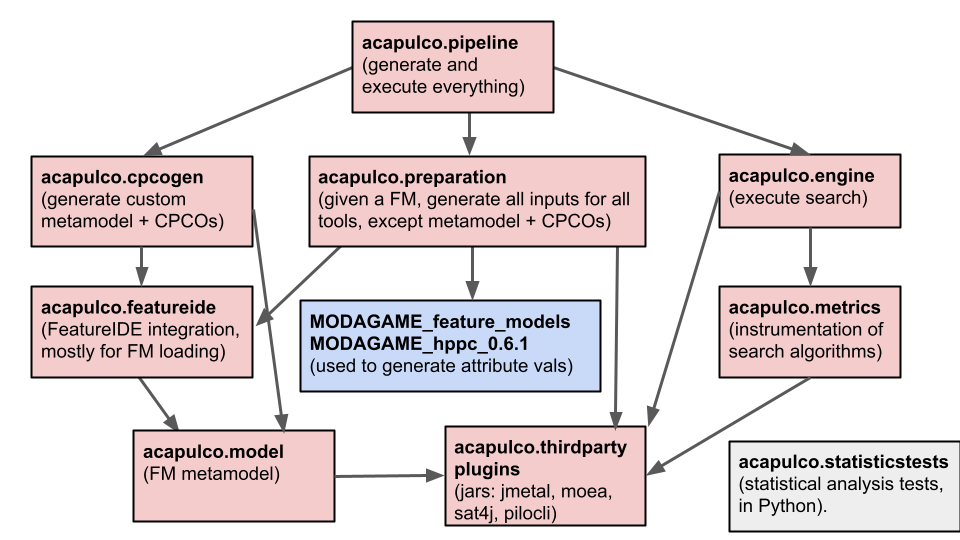 acapulco.pipeline
(generate and
execute everything)
acapulco.cpcogen
(generate custom
metamodel + CPCOs)
acapulco.preparation
(given a FM, generate all inputs for all
tools, except metamodel + CPCOs)
acapulco.engine
(execute search)
acapulco.featureide
(FeatureIDE integration,
mostly for FM loading)
MODAGAME_feature_models
MODAGAME_hppc_0.6.1
(used to generate attribute vals)
acapulco.metrics
(instrumentation of
search algorithms)
acapulco.model
(FM metamodel)
acapulco.thirdparty
plugins
(jars: jmetal, moea,
sat4j, pilocli)
acapulco.statisticstests
(statistical analysis tests,
in Python).